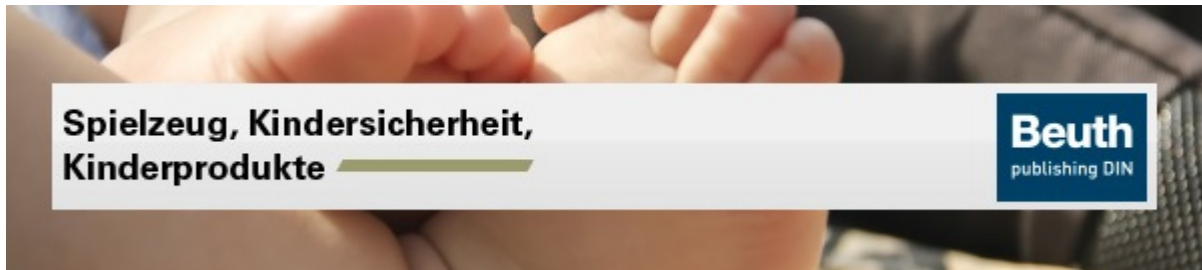 Spielzeug, Kindersicherheit,
Kinderprodukte
Beuth
publishing DIN